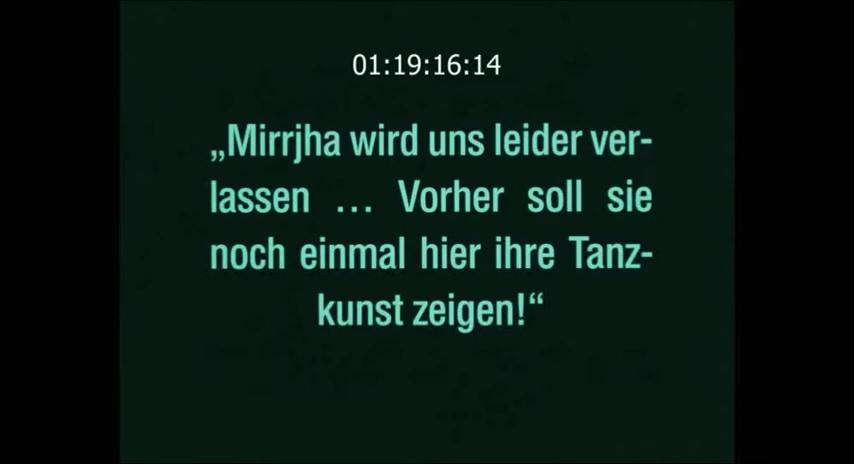 01:19:16:14
„Mirrjha wird uns leider ver-
lassen ... Vorher soll sie
noch einmal hier ihre Tanz-
kunst zeigen!“